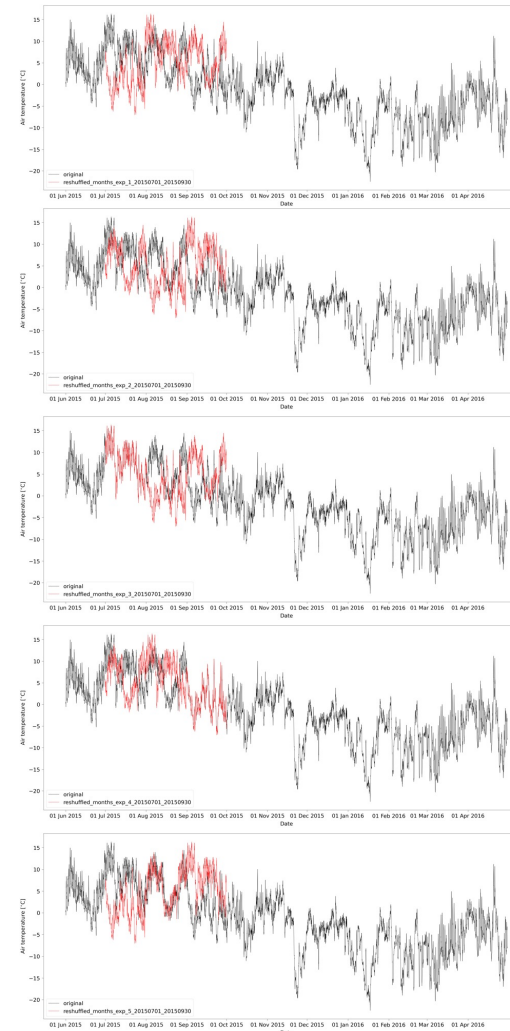 15
10
5
0
−5
−10
−15
−20
Air temperature [°C]
original
reshuffled_months_exp_1_20150701_20150930
01 Jun 2015 01 Jul 2015 01 Aug 2015 01 Sep 2015 01 Oct 2015 01 Nov 2015 01 Dec 2015 01 Jan 2016 01 Feb 2016 01 Mar 2016 01 Apr 2016
Date
15
10
5
0
−5
−10
−15
−20
Air temperature [°C]
original
reshuffled_months_exp_2_20150701_20150930
01 Jun 2015 01 Jul 2015 01 Aug 2015 01 Sep 2015 01 Oct 2015 01 Nov 2015 01 Dec 2015 01 Jan 2016 01 Feb 2016 01 Mar 2016 01 Apr 2016
Date
15
10
5
0
−5
−10
−15
−20
Air temperature [°C]
original
reshuffled_months_exp_3_20150701_20150930
01 Jun 2015 01 Jul 2015 01 Aug 2015 01 Sep 2015 01 Oct 2015 01 Nov 2015 01 Dec 2015 01 Jan 2016 01 Feb 2016 01 Mar 2016 01 Apr 2016
Date
15
10
5
0
−5
−10
−15
−20
Air temperature [°C]
original
reshuffled_months_exp_4_20150701_20150930
01 Jun 2015 01 Jul 2015 01 Aug 2015 01 Sep 2015 01 Oct 2015 01 Nov 2015 01 Dec 2015 01 Jan 2016 01 Feb 2016 01 Mar 2016 01 Apr 2016
Date
15
10
5
0
−5
−10
−15
−20
Air temperature [°C]
original
reshuffled_months_exp_5_20150701_20150930
01 Jun 2015 01 Jul 2015 01 Aug 2015 01 Sep 2015 01 Oct 2015 01 Nov 2015 01 Dec 2015 01 Jan 2016 01 Feb 2016 01 Mar 2016 01 Apr 2016